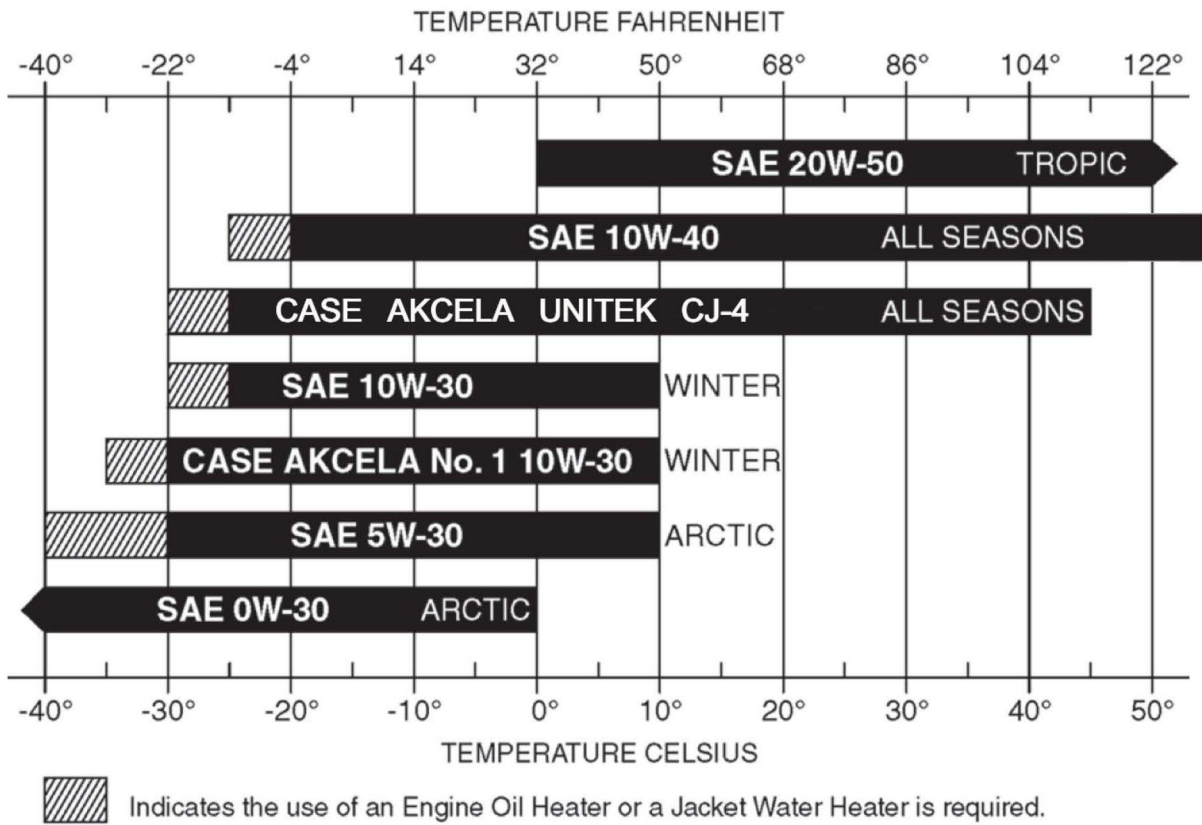 TEMPERATURE FAHRENHEIT
-40° -22° -4° 14° 32° 50° 68° 86° 104° 122°
SAE 20W-50 TROPIC
SAE 10W-40 ALL SEASONS
CASE AKCELA UNITEK CJ-4 ALL SEASONS
SAE 10W-30 WINTER
CASE AKCELA No. 1 10W-30 WINTER
SAE 5W-30 ARCTIC
SAE 0W-30 ARCTIC
-40° -30° -20° -10° 0° 10° 20° 30° 40° 50°
TEMPERATURE CELSIUS
Indicates the use of an Engine Oil Heater or a Jacket Water Heater is required.